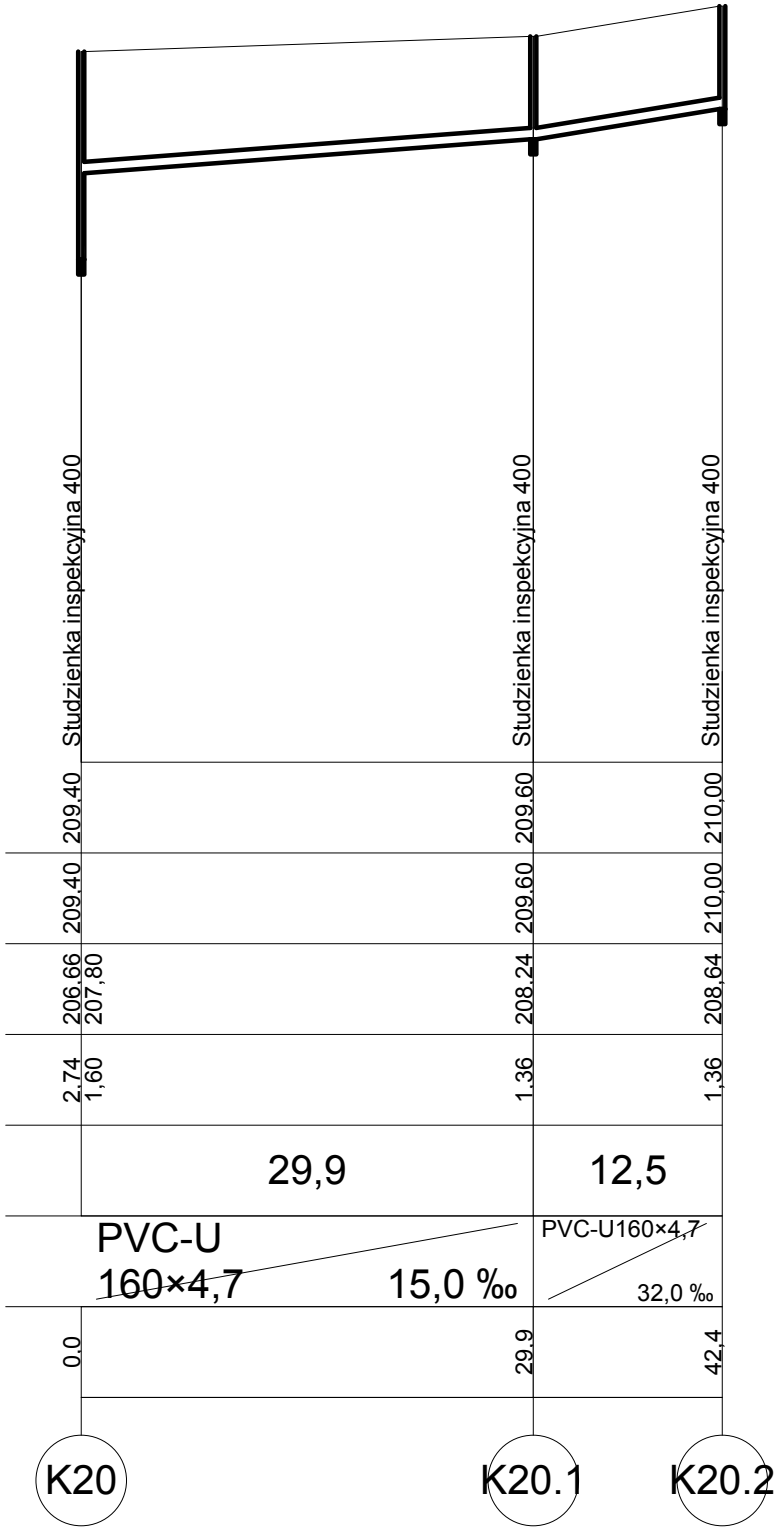 Studzienka inspekcyjna 400
Studzienka inspekcyjna 400
Studzienka inspekcyjna 400
209.40
209.60
210,00
209.40
209.60
210,00
206.66
207,80
208.24
208,64
2.74
1,60
1.36
1,36
29,9
12,5
PVC-U
160×4,7
15,0 ‰
PVC-U160×4,7
32,0 ‰
0.0
29.9
42,4
K20
K20.1
K20.2